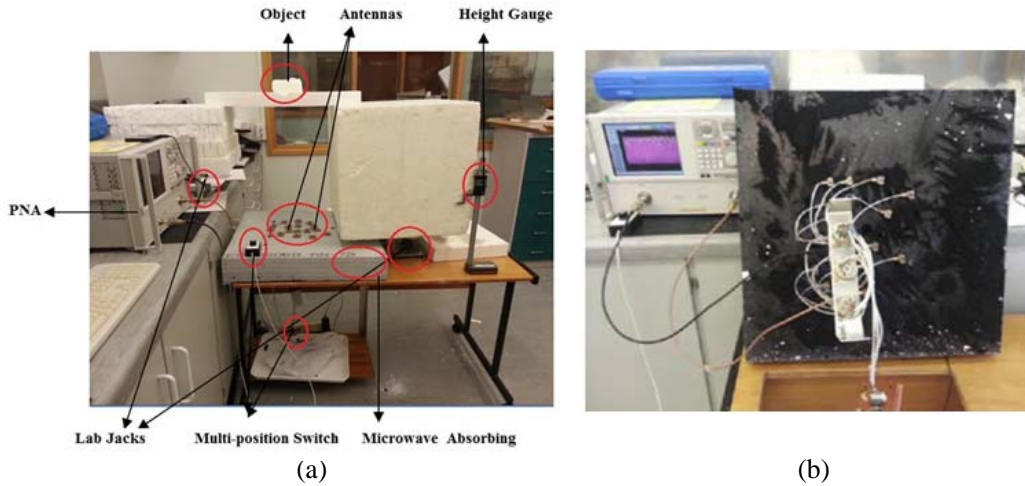 Object Antennas Height Gauge
PNA
Lab Jacks Multi-position Switch Microwave Absorbing
(a) (b)